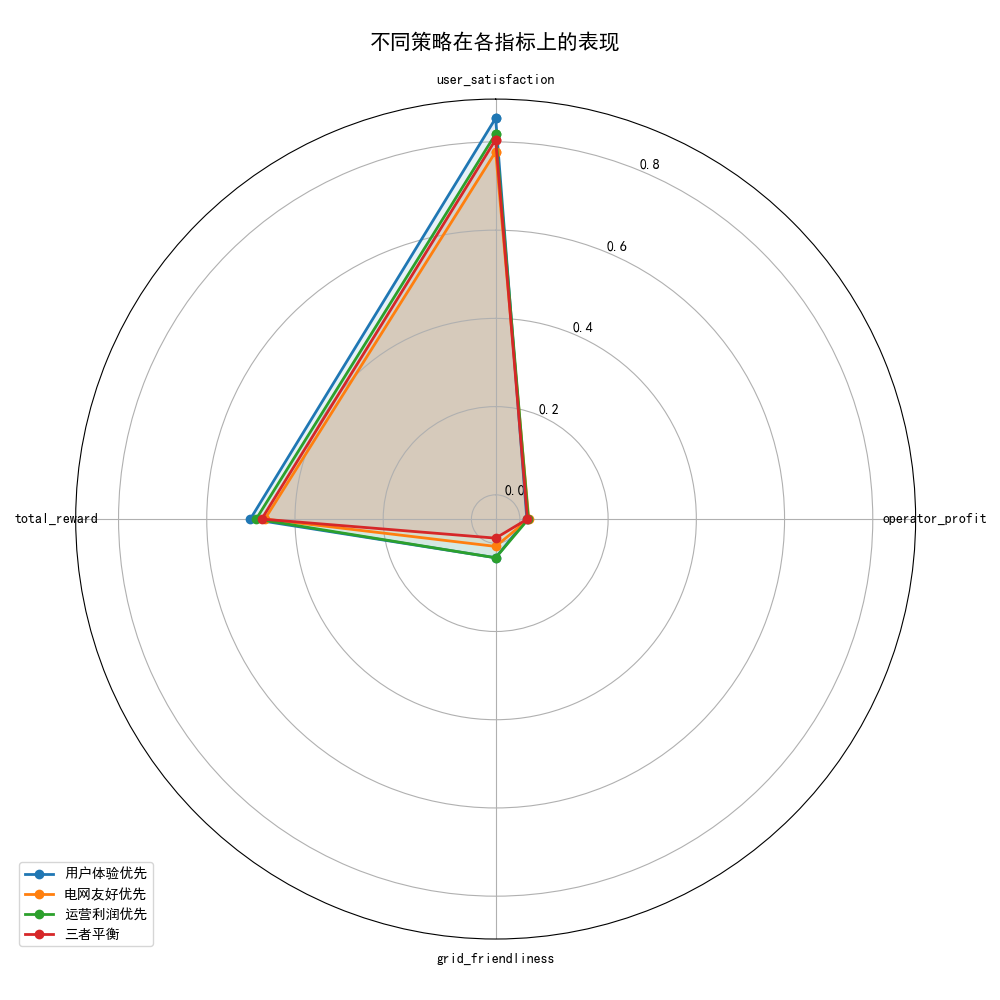 不同策略在各指标上的表现
user_satisfaction
0.8
0.6
0.4
0.2
0.0
total_reward
operator_profit
用户体验优先
电网友好优先
运营利润优先
三者平衡
grid_friendliness